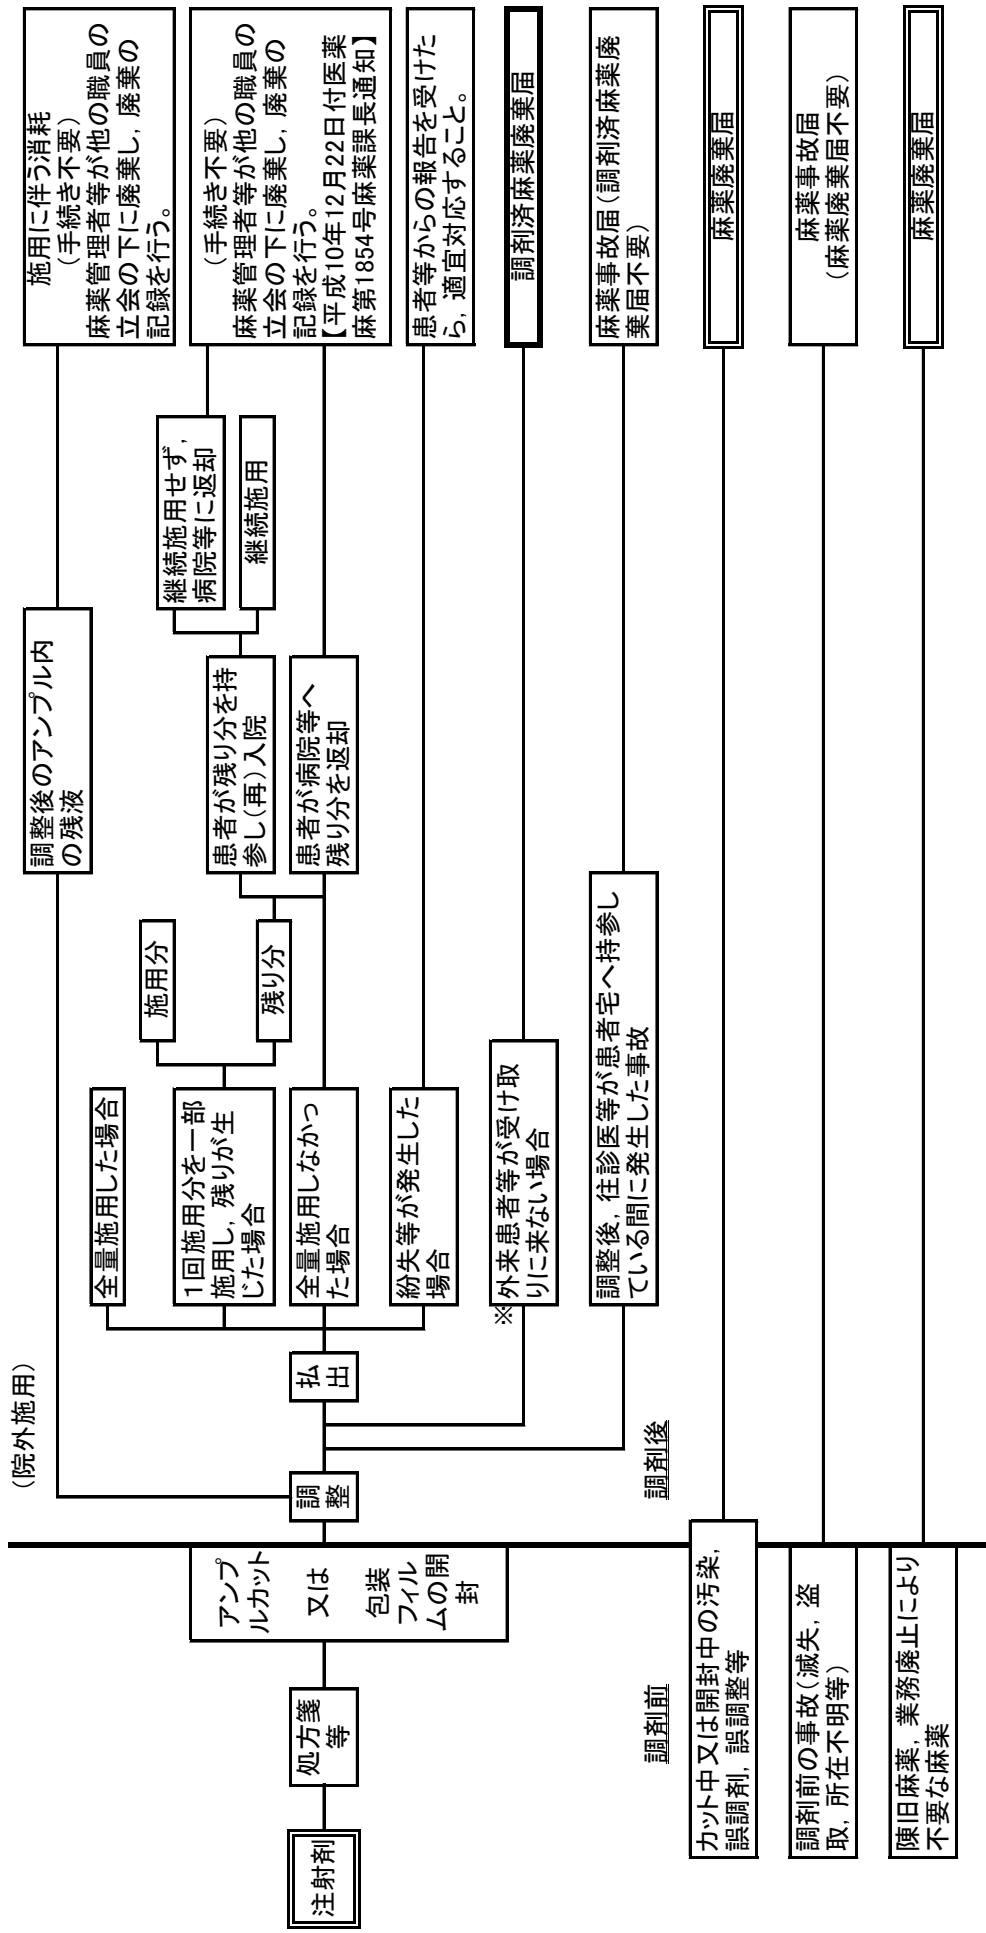 (院外施用)
注射剤
処方箋
等
アンプ
ルカット
又は
包装
フィル
ムの開
封
調
整
払
出
調整後のアンプル内
の残液
施用に伴う消耗
(手続き不要)
麻薬管理者等が他の職員の
立会の下に廃棄し,廃棄の
記録を行う。
全量施用した場合
1回施用分を一部
施用し,残りが生
じた場合
施用分
残り分
患者が残り分を持
参し(再)入院
継続施用せず,
病院等に返却
継続施用
(手続き不要)
麻薬管理者等が他の職員の
立会の下に廃棄し,廃棄の
記録を行う。
【平成10年12月22日付医薬
麻第1854号麻薬課長通知】
全量施用しなかっ
た場合
患者が病院等へ
残り分を返却
紛失等が発生した
場合
患者等からの報告を受けた
ら,適宜対応すること。
※
外来患者等が受け取
りに来ない場合
調剤済麻薬廃棄届
調整後,往診医等が患者宅へ持参し
ている間に発生した事故
麻薬事故届(調剤済麻薬廃
棄届不要)
調剤前
調剤後
カット中又は開封中の汚染,
誤調剤,誤調整等
麻薬廃棄届
調剤前の事故(滅失,盗
取,所在不明等)
麻薬事故届
(麻薬廃棄届不要)
陳旧麻薬,業務廃止により
不要な麻薬
麻薬廃棄届